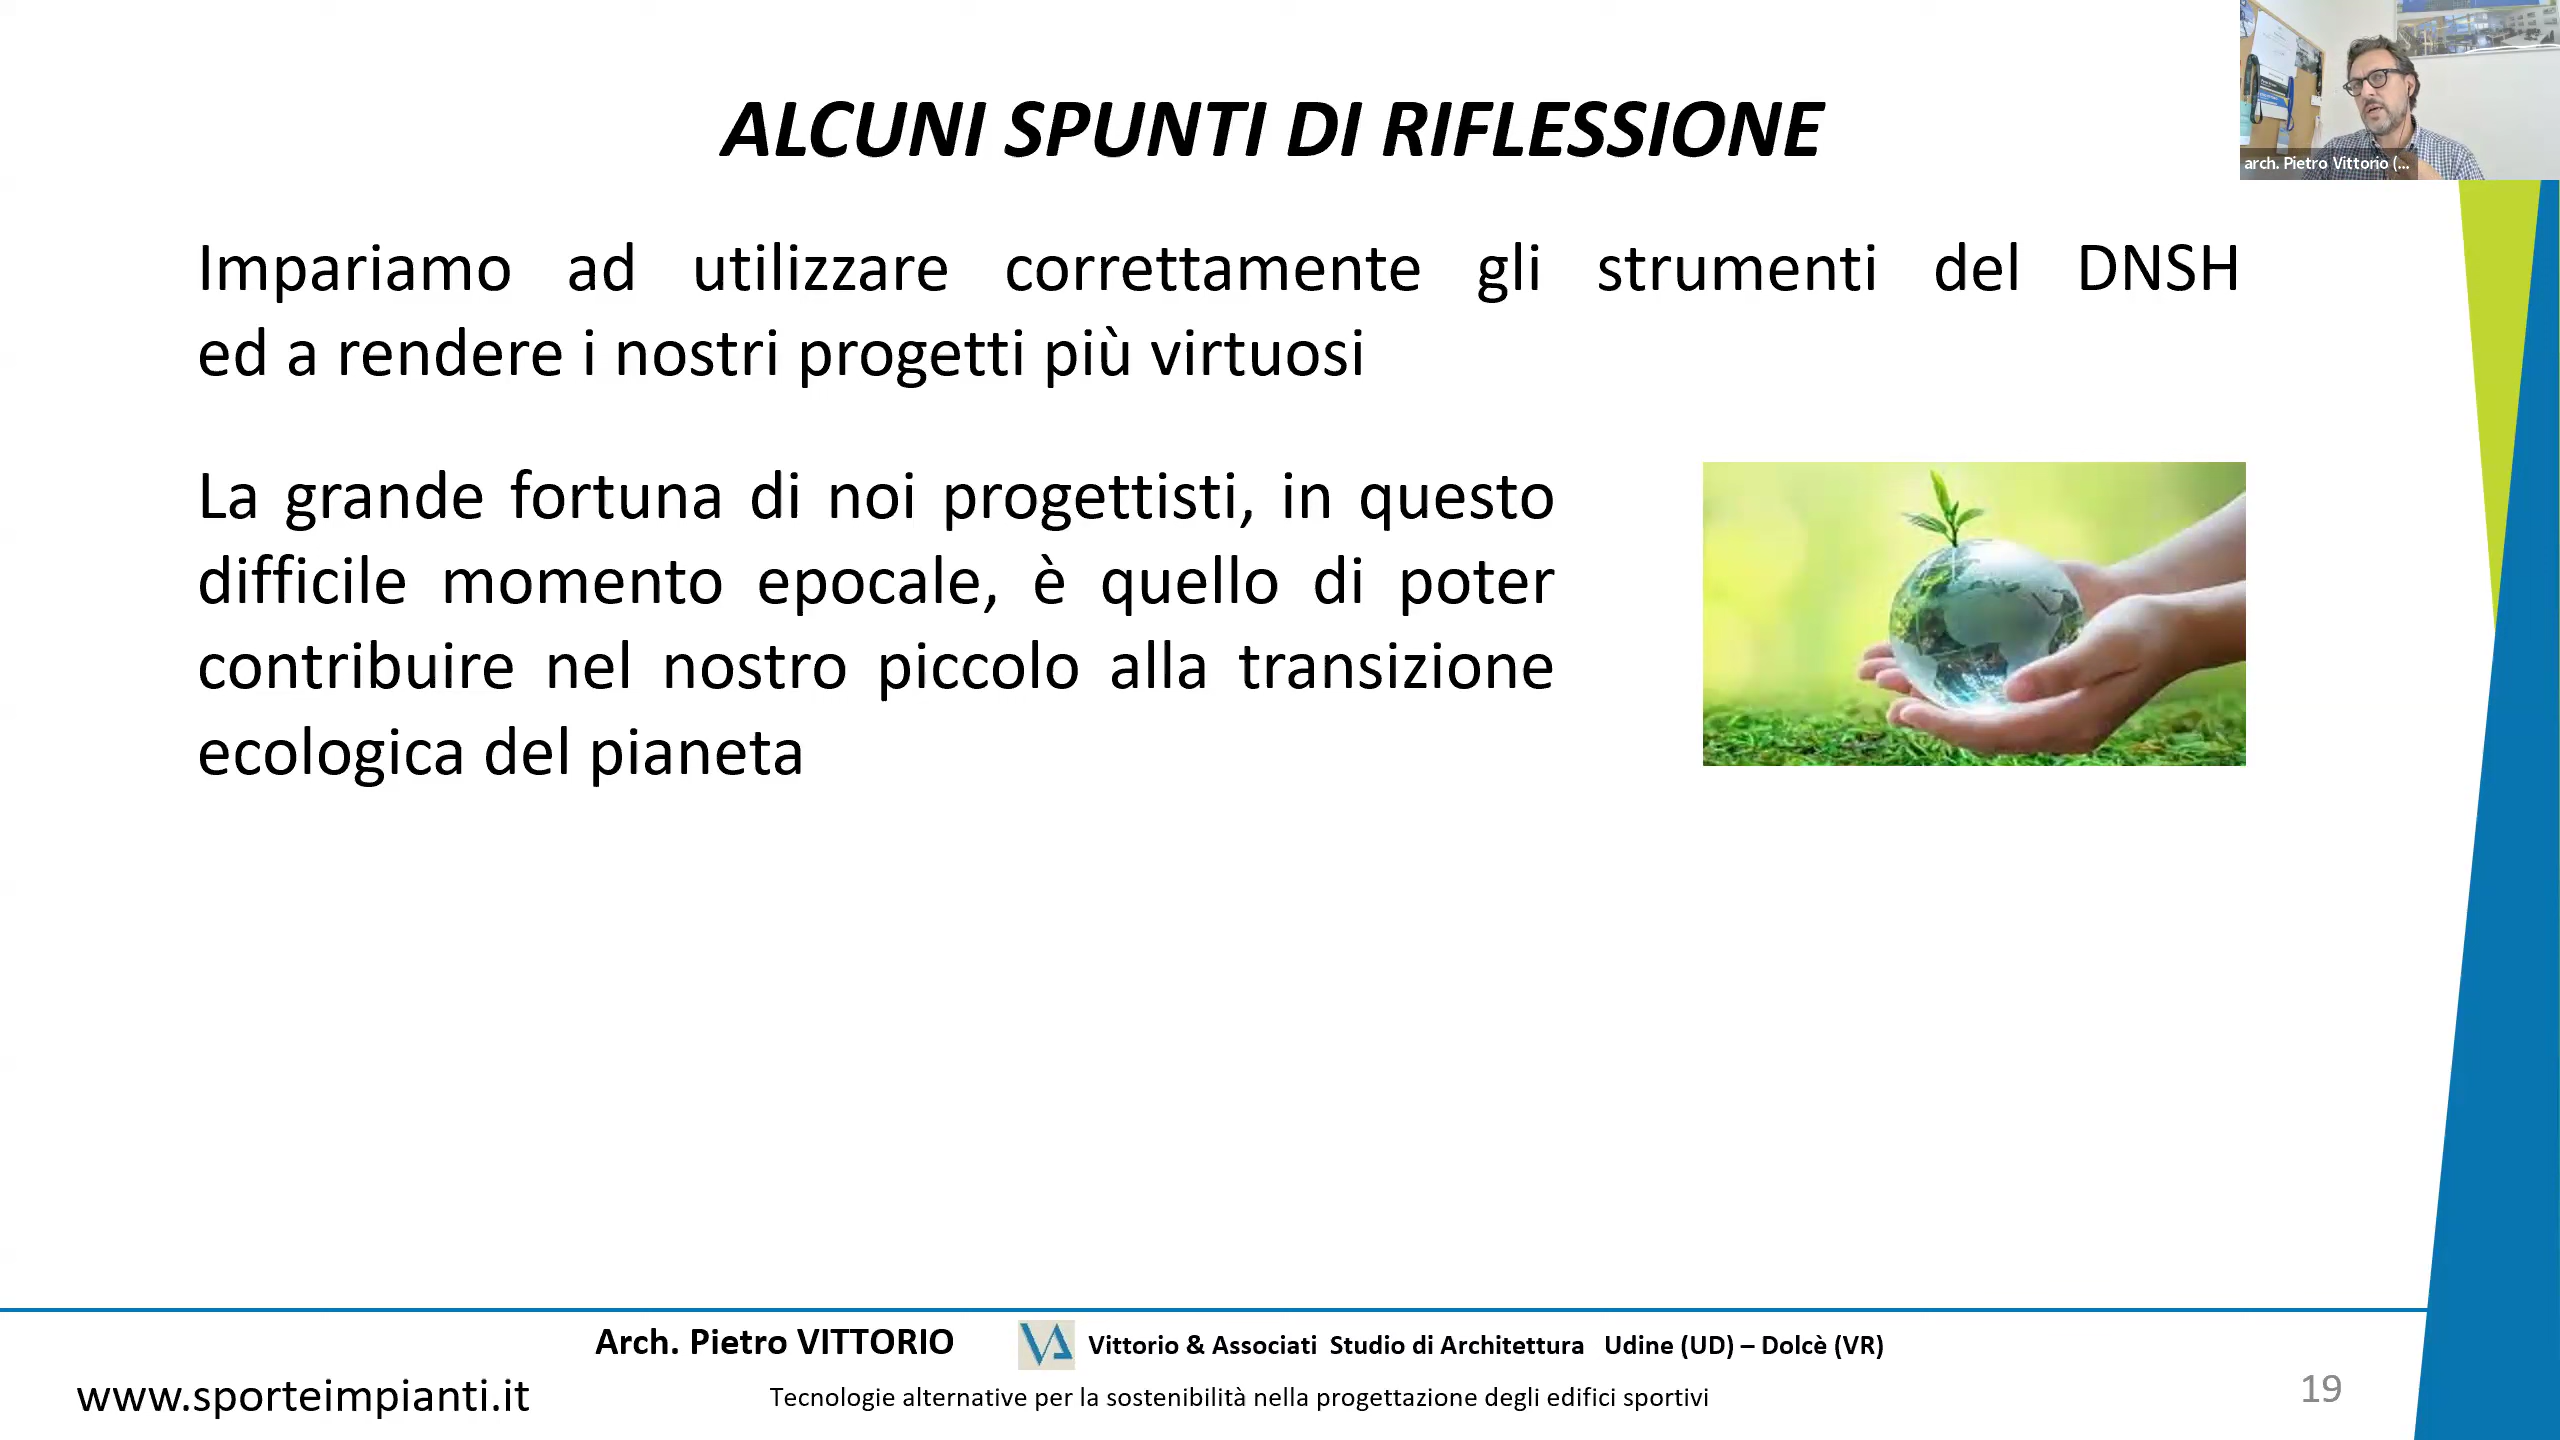 ALCUNI SPUNTI DI RIFLESSIONE
arch. Pietro Vittorio (...
Impariamo ad utilizzare correttamente gli strumenti del DNSH
ed a rendere i nostri progetti più virtuosi
La grande fortuna di noi progettisti, in questo
difficile momento epocale, è quello di poter
contribuire nel nostro piccolo alla transizione
ecologica del pianeta
Arch. Pietro VITTORIO
VA
Vittorio & Associati Studio di Architettura Udine (UD) – Dolcè (VR)
www.sporteimpianti.it
Tecnologie alternative per la sostenibilità nella progettazione degli edifici sportivi
19